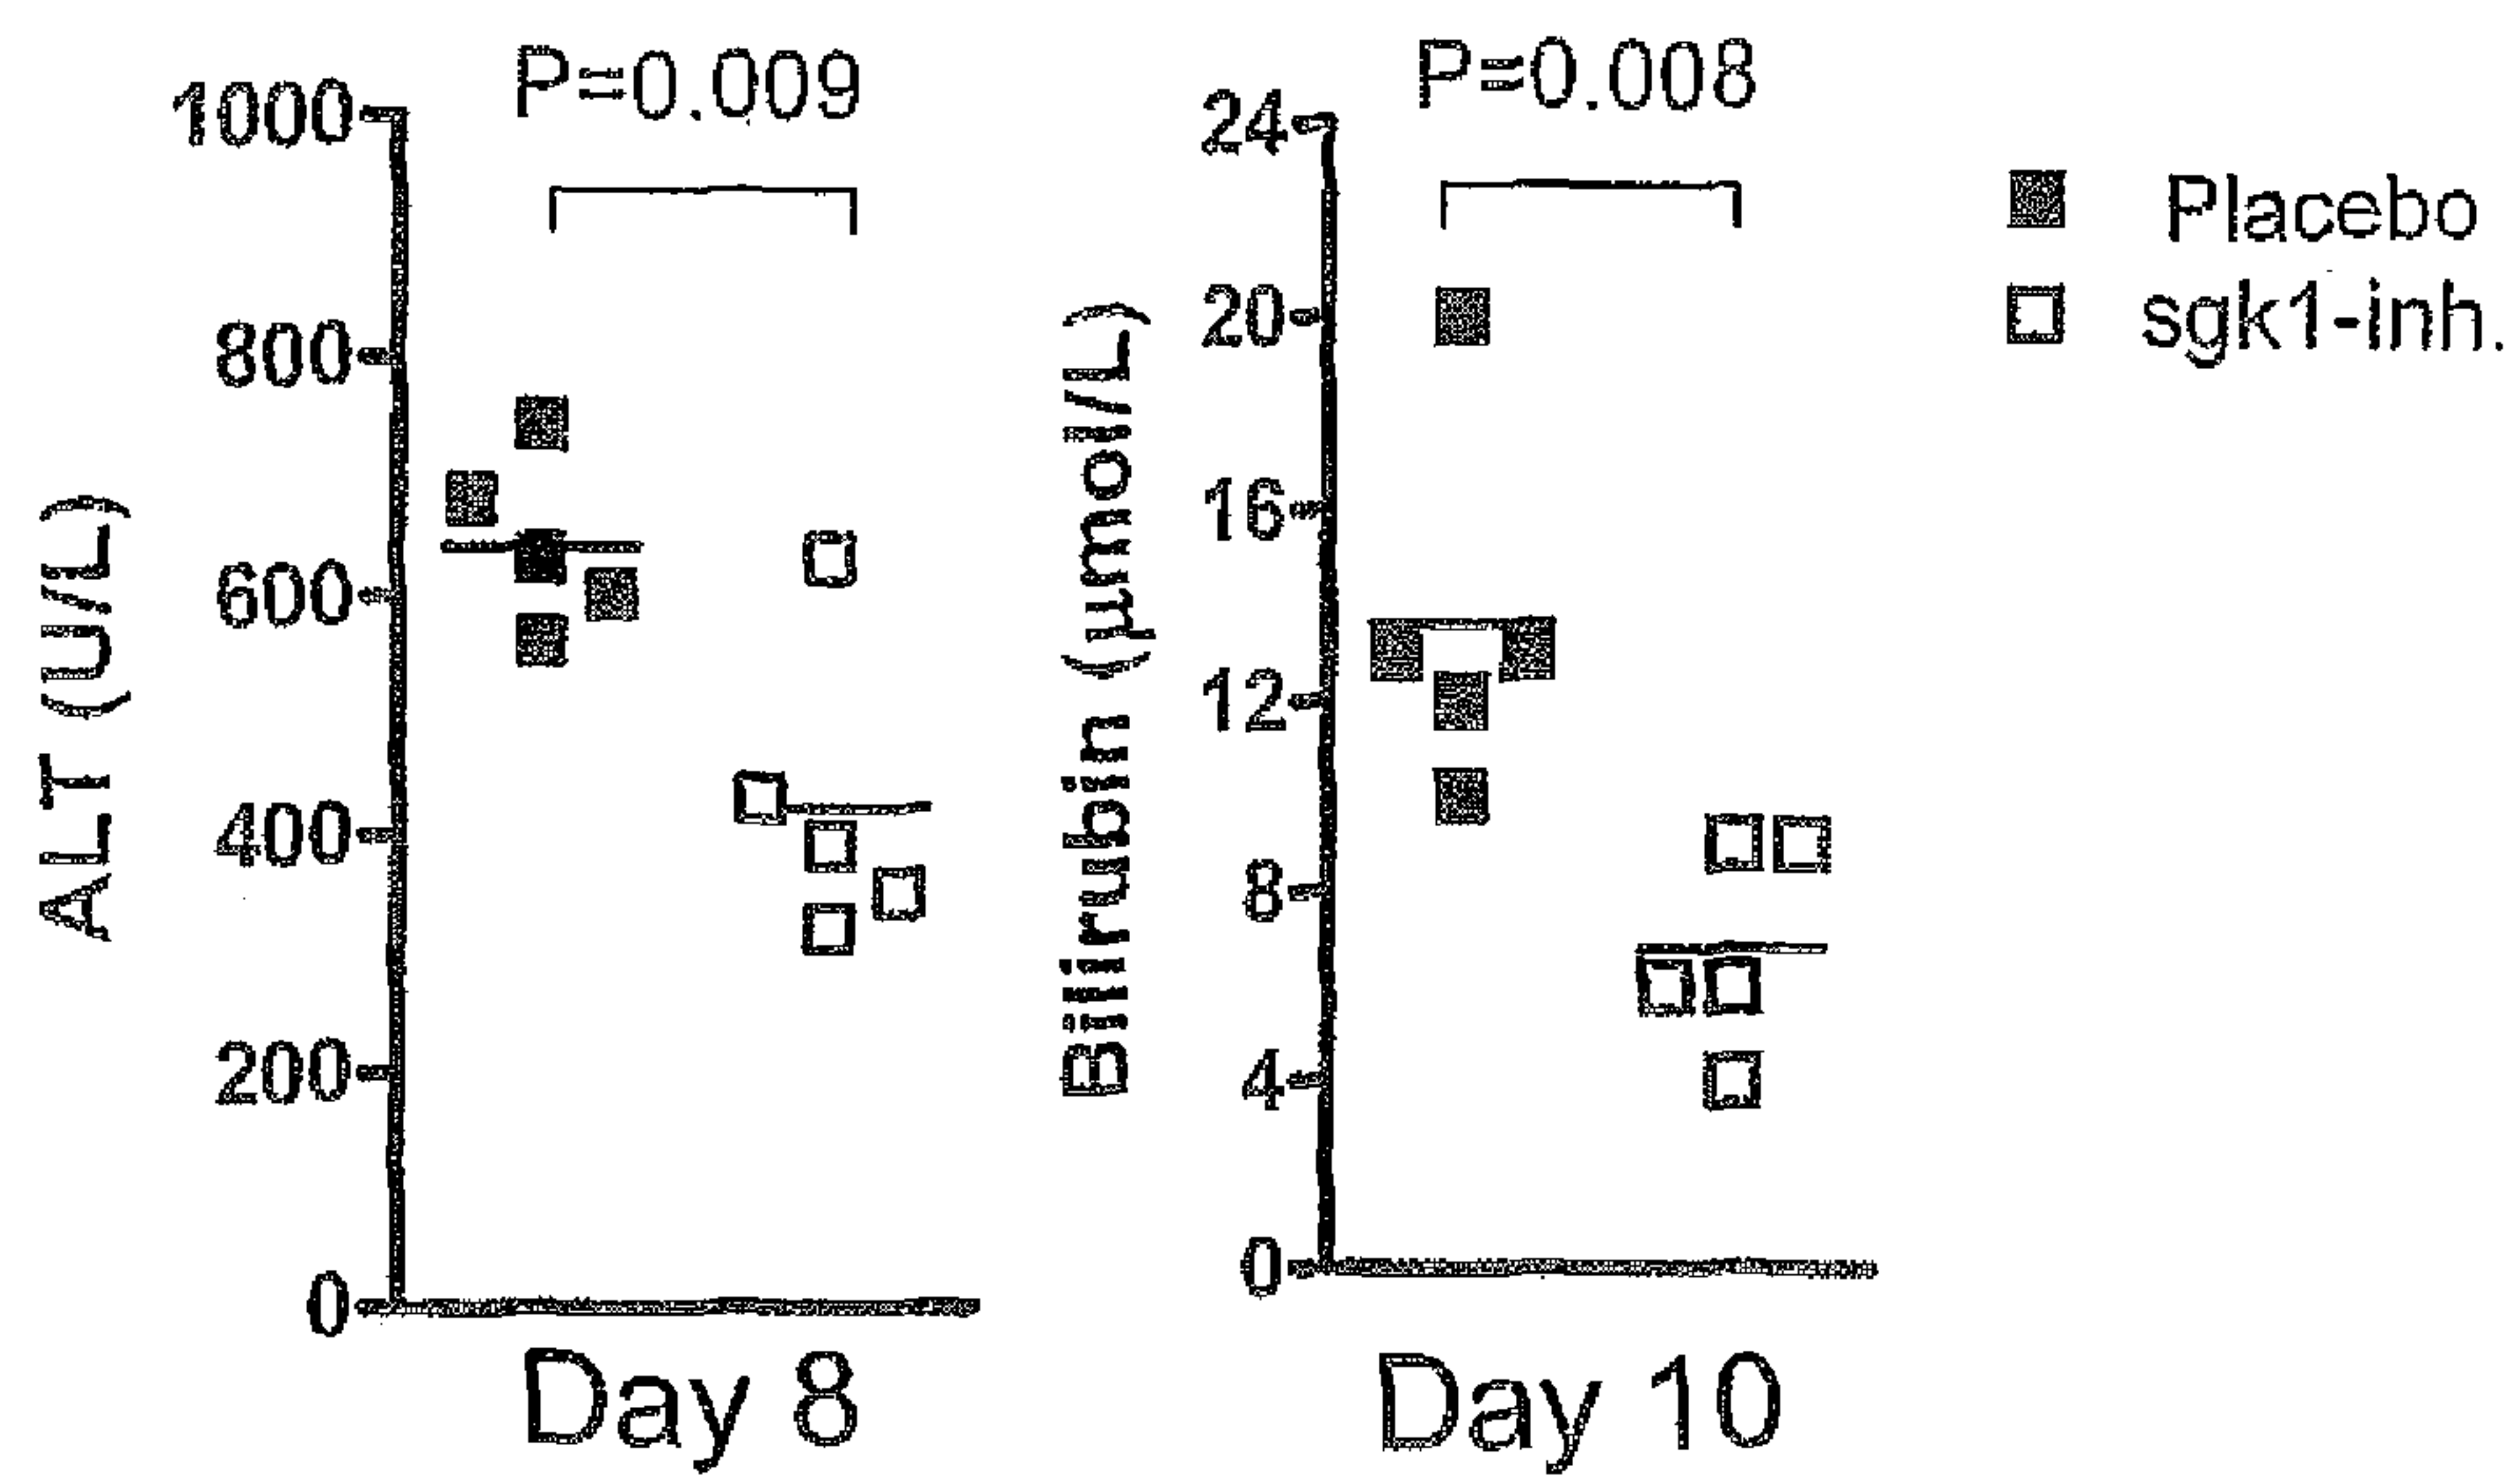 P=0.009
1000
800
600
400
200
0
ALT (U/L)
Day 8
P=0.008
24
20
16
12
8
4
0
Bilirubin (µmol/L)
Day 10
Placebo
sgk1-inh.